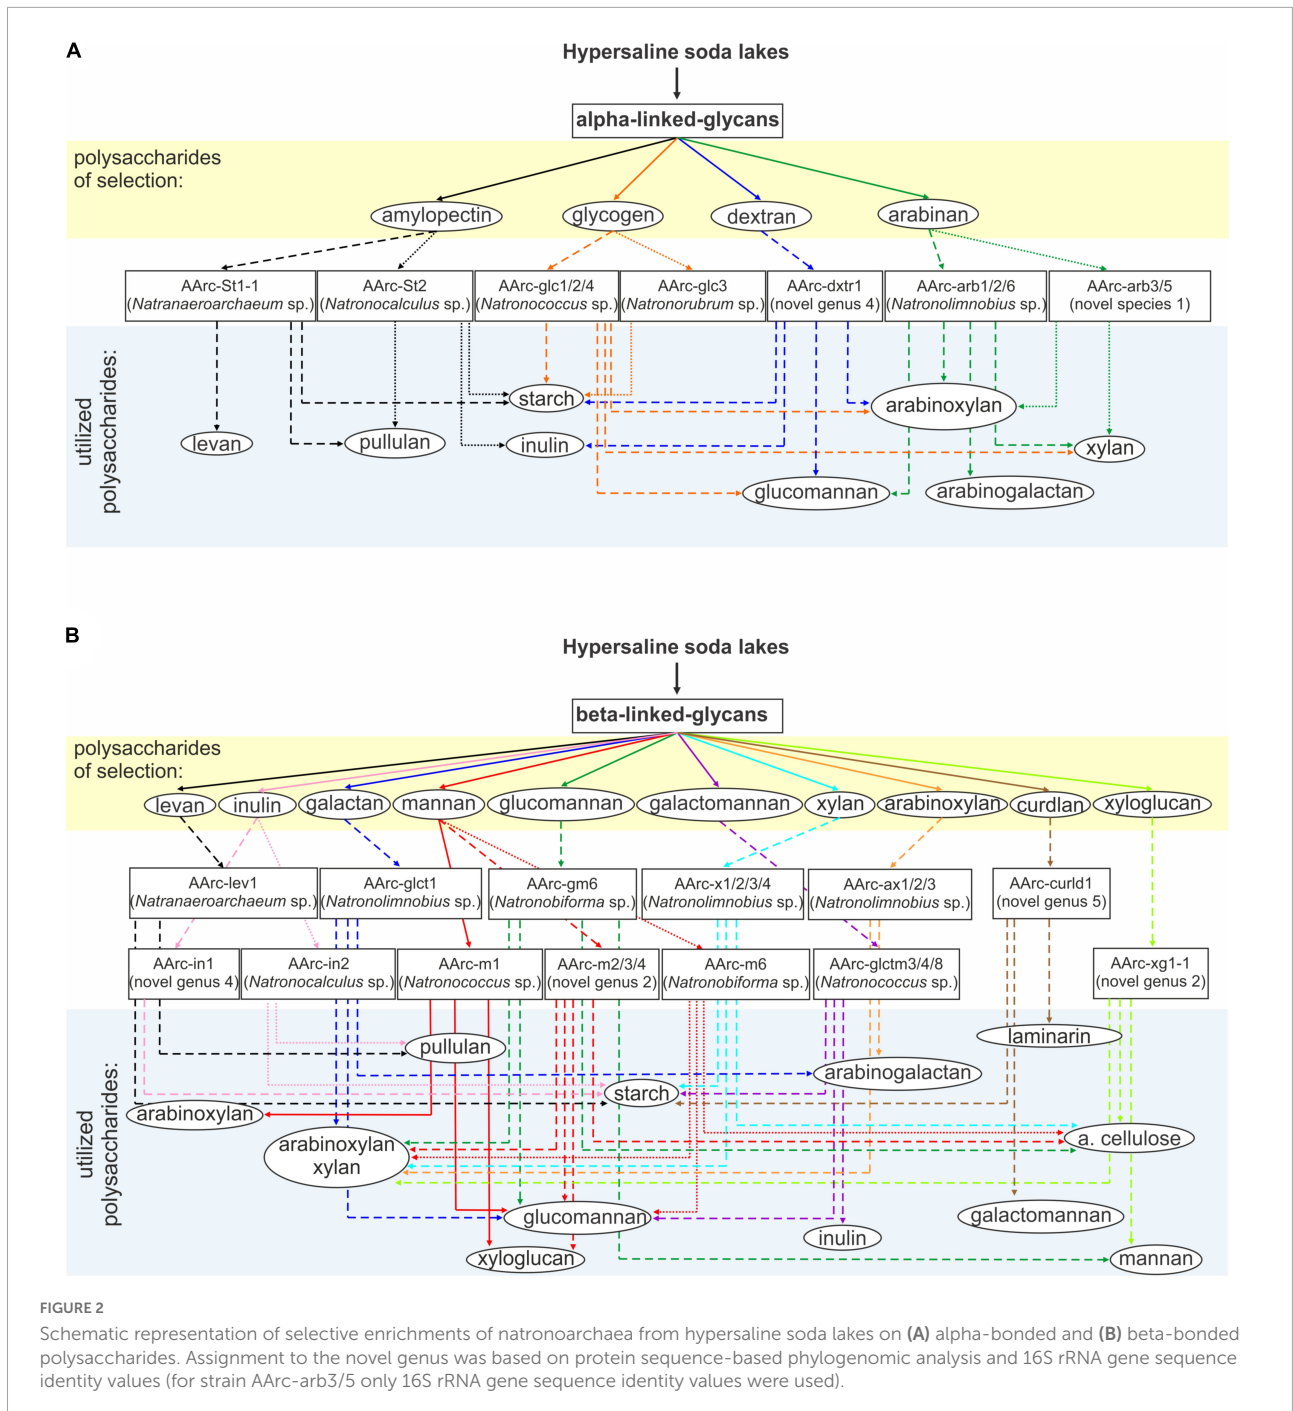 A
Hypersaline soda lakes
alpha-linked-glycans
polysaccharides
of selection:
amylopectin
glycogen
dextran
arabinan
AArc-St1-1
(Natranaeroarchaeum sp.)
AArc-St2
(Natronocalculus sp.)
AArc-glc1/2/4
(Natronococcus sp.)
AArc-glc3
(Natronorubrum sp.)
AArc-dxtr1
(novel genus 4)
AArc-arb1/2/6
(Natronolimnobius sp.)
AArc-arb3/5
(novel species 1)
utilized
polysaccharides:
starch
arabinoxylan
levan
pullulan
inulin
xylan
glucomannan
arabinogalactan
B
Hypersaline soda lakes
beta-linked-glycans
polysaccharides
of selection:
levan
inulin
galactan
mannan
glucomannan
galactomannan
xylan
arabinoxylan
curdlan
xyloglucan
AArc-lev1
(Natranaeroarchaeum sp.)
AArc-glct1
(Natronolimnobius sp.)
AArc-gm6
(Natronobiforma sp.)
AArc-x1/2/3/4
(Natronolimnobius sp.)
AArc-ax1/2/3
(Natronolimnobius sp.)
AArc-curld1
(novel genus 5)
AArc-in1
(novel genus 4)
AArc-in2
(Natronocalculus sp.)
AArc-m1
(Natronococcus sp.)
AArc-m2/3/4
(novel genus 2)
AArc-m6
(Natronobiforma sp.)
AArc-glctm3/4/8
(Natronococcus sp.)
AArc-xg1-1
(novel genus 2)
utilized
polysaccharides:
laminarin
pullulan
arabinogalactan
starch
arabinoxylan
a. cellulose
arabinoxylan
xylan
glucomannan
galactomannan
inulin
xyloglucan
mannan
FIGURE 2
Schematic representation of selective enrichments of natronoarchaea from hypersaline soda lakes on (A) alpha-bonded and (B) beta-bonded
polysaccharides. Assignment to the novel genus was based on protein sequence-based phylogenomic analysis and 16S rRNA gene sequence
identity values (for strain AArc-arb3/5 only 16S rRNA gene sequence identity values were used).